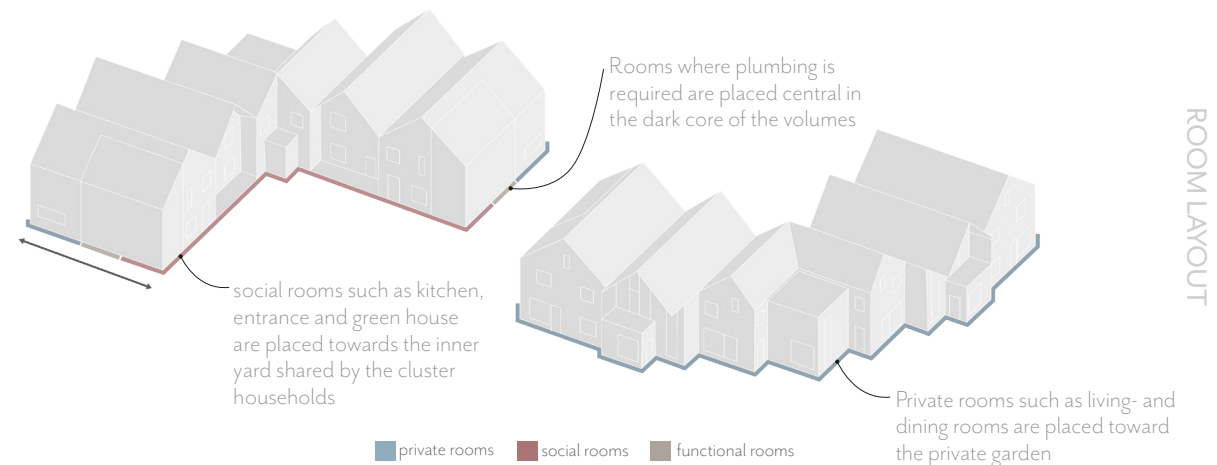 Rooms where plumbing is
required are placed central in
the dark core of the volumes
ROOM LAYOUT
social rooms such as kitchen,
entrance and green house
are placed towards the inner
yard shared by the cluster
households
Private rooms such as living- and
dining rooms are placed toward
the private garden
private rooms
social rooms
functional rooms